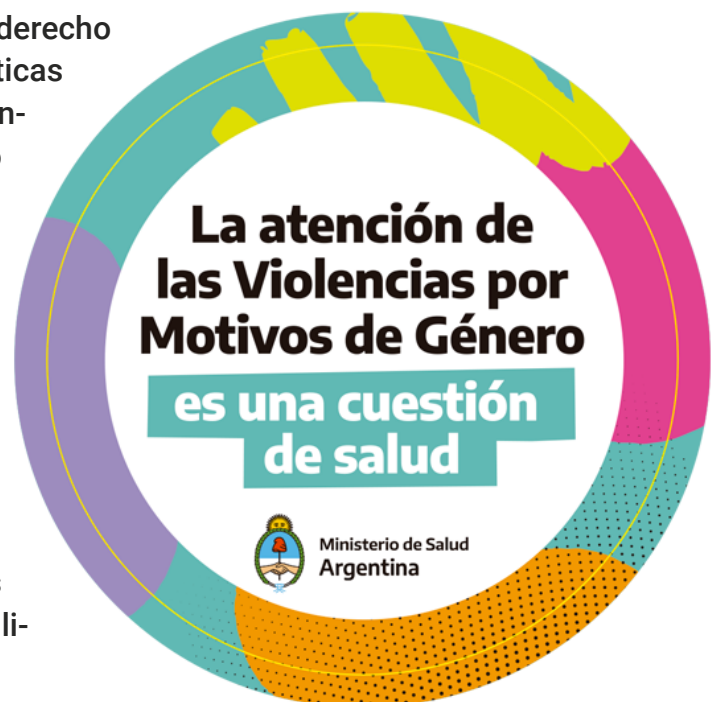 derecho
ticas
n-
La atención de
las Violencias por
Motivos de Género
es una cuestión
de salud
Ministerio de Salud
Argentina
li-